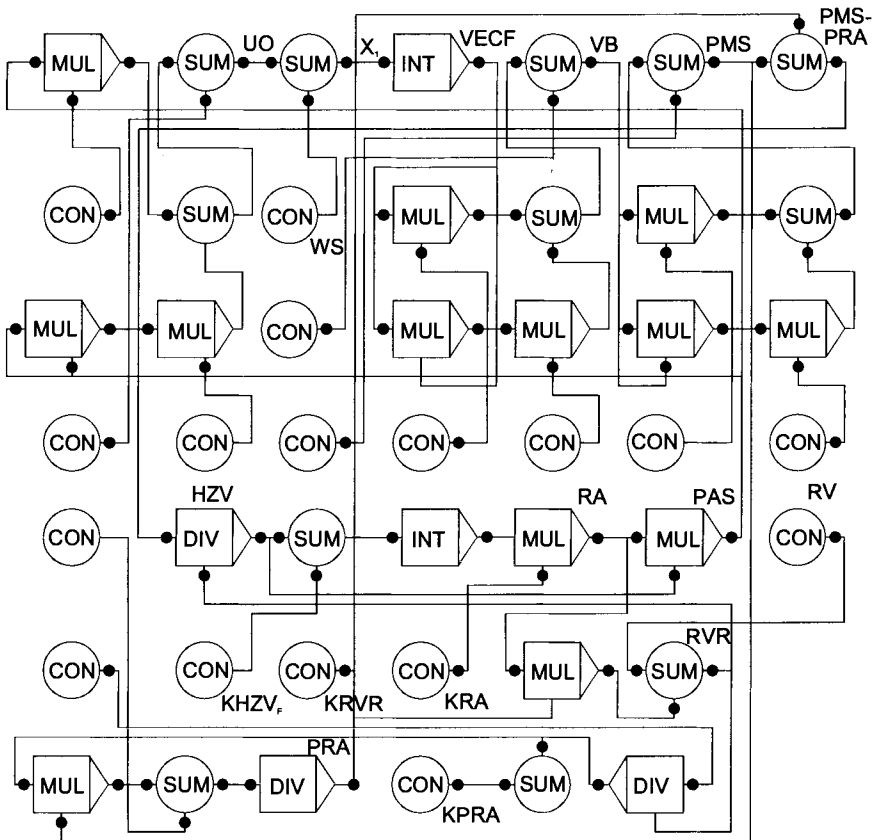 PMS-
UO X₁ VECF VB PMS PRA
MUL SUM SUM INT SUM SUM SUM
CON SUM CON MUL SUM MUL SUM
WS
MUL MUL CON MUL MUL MUL MUL
CON CON CON CON CON CON CON
HZV RA PAS RV
CON DIV SUM INT MUL MUL CON
RVR
CON CON CON CON MUL SUM
KHZV_F KRVR KRA
PRA
MUL SUM DIV CON SUM DIV
KPRA